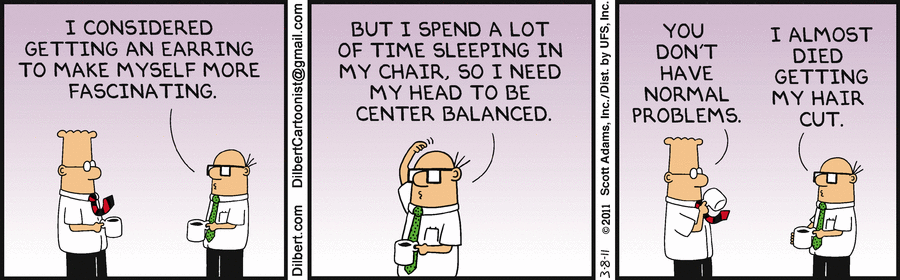 I CONSIDERED
GETTING AN EARRING
TO MAKE MYSELF MORE
FASCINATING.
Dilbert.com DilbertCartoonist@gmail.com
BUT I SPEND A LOT
OF TIME SLEEPING IN
MY CHAIR, SO I NEED
MY HEAD TO BE
CENTER BALANCED.
3-8-11 ©2011 Scott Adams, Inc./Dist. by UFS, Inc.
YOU
DON'T
HAVE
NORMAL
PROBLEMS.
I ALMOST
DIED
GETTING
MY HAIR
CUT.